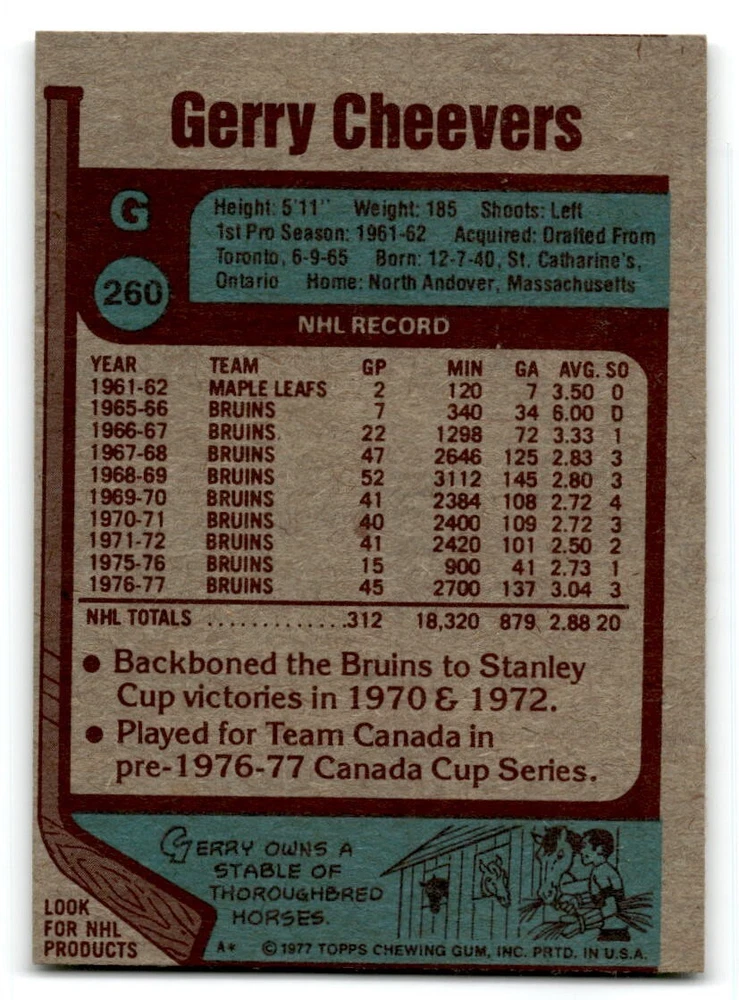 Gerry Cheevers
G
260
Height: 5'11" Weight: 185 Shoots: Left
1st Pro Season: 1961-62 Acquired: Drafted From
Toronto, 6-9-65 Born: 12-7-40, St. Catharine's,
Ontario Home: North Andover, Massachusetts
NHL RECORD
YEAR TEAM GP MIN GA AVG. SO
1961-62 MAPLE LEAFS 2 120 7 3.50 0
1965-66 BRUINS 7 340 34 6.00 0
1966-67 BRUINS 22 1298 72 3.33 1
1967-68 BRUINS 47 2646 125 2.83 3
1968-69 BRUINS 52 3112 145 2.80 3
1969-70 BRUINS 41 2384 108 2.72 4
1970-71 BRUINS 40 2400 109 2.72 3
1971-72 BRUINS 41 2420 101 2.50 2
1975-76 BRUINS 15 900 41 2.73 1
1976-77 BRUINS 45 2700 137 3.04 3
NHL TOTALS .............312 18,320 879 2.88 20
● Backboned the Bruins to Stanley
Cup victories in 1970 & 1972.
● Played for Team Canada in
pre-1976-77 Canada Cup Series.
GERRY OWNS A
STABLE OF
THOROUGHBRED
HORSES.
LOOK
FOR NHL
PRODUCTS
A* © 1977 TOPPS CHEWING GUM, INC. PRTD. IN U.S.A.